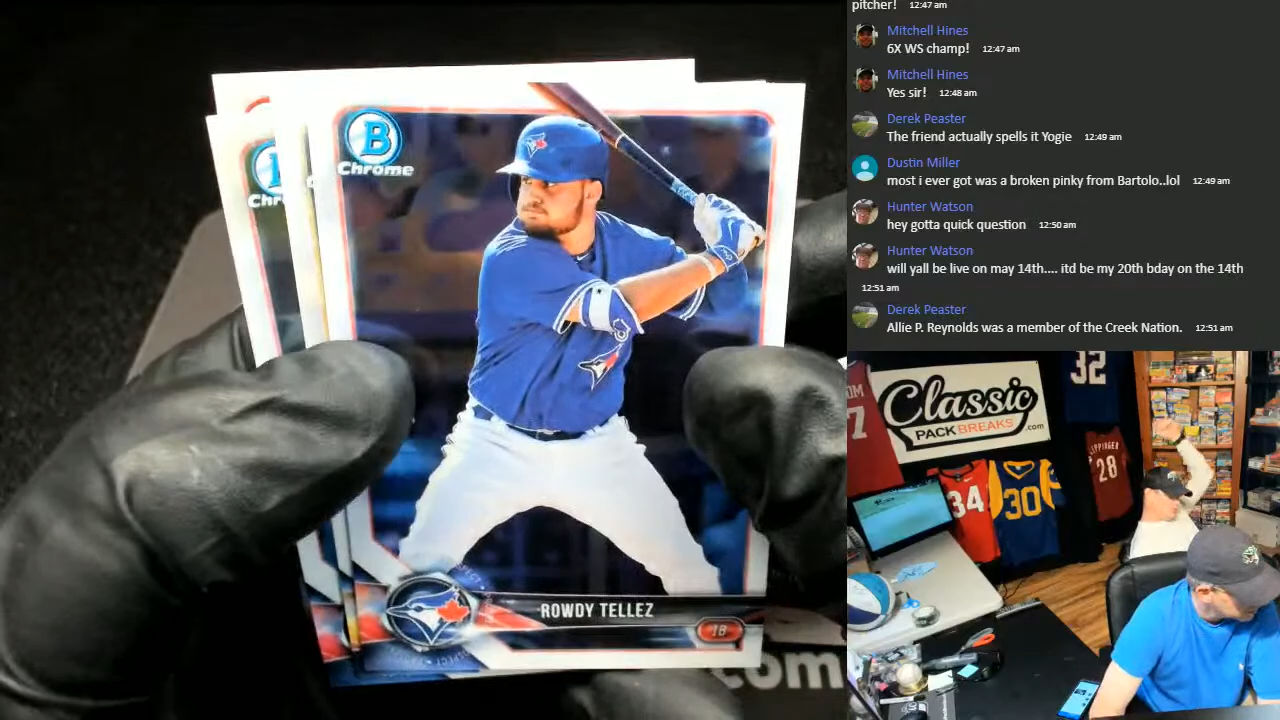 B
Chrome
Chr
ROWDY TELLEZ
1B
com
pitcher! 12:47 am
Mitchell Hines
6X WS champ! 12:47 am
Mitchell Hines
Yes sir! 12:48 am
Derek Peaster
The friend actually spells it Yogie 12:49 am
Dustin Miller
most i ever got was a broken pinky from Bartolo..lol 12:49 am
Hunter Watson
hey gotta quick question 12:50 am
Hunter Watson
will yall be live on may 14th.... itd be my 20th bday on the 14th
12:51 am
Derek Peaster
Allie P. Reynolds was a member of the Creek Nation. 12:51 am
Classic
PACK BREAKS.com
32
7
34
30
28